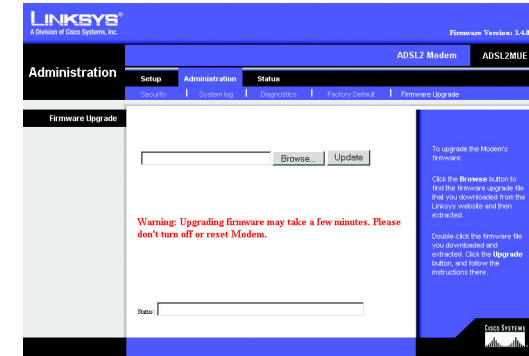 LINKSYS®
A Division of Cisco Systems, Inc.
Firmware Version: 3.4.0
ADSL2 Modem
ADSL2MUE
Administration
Setup
Administration
Status
Security
System log
Diagnostics
Factory Default
Firmware Upgrade
Firmware Upgrade
Browse...
Update
Warning: Upgrading firmware may take a few minutes. Please
don't turn off or reset Modem.
Status:
To upgrade the Modem's
firmware:
Click the Browse button to
find the firmware upgrade file
that you downloaded from the
Linksys website and then
extracted.
Double-click the firmware file
you downloaded and
extracted. Click the Upgrade
button, and follow the
instructions there.
CISCO SYSTEMS